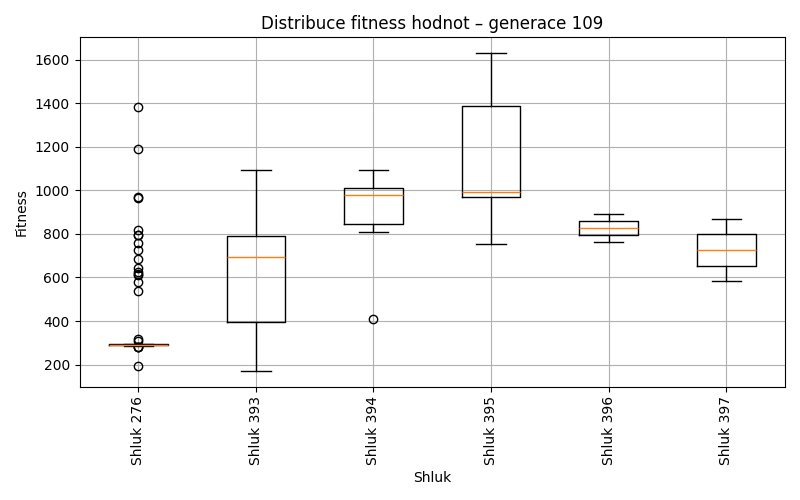 Distribuce fitness hodnot – generace 109
Fitness
1600
1400
1200
1000
800
600
400
200
Shluk 276
Shluk 393
Shluk 394
Shluk 395
Shluk 396
Shluk 397
Shluk